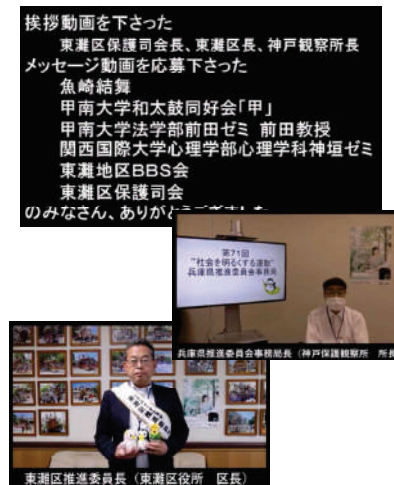 挨拶動画を下さった
東灘区保護司会長、東灘区長、神戸観察所長
メッセージ動画を応募下さった
魚崎結舞
甲南大学和太鼓同好会「甲」
甲南大学法学部前田ゼミ 前田教授
関西国際大学心理学部心理学科神垣ゼミ
東灘地区BBS会
東灘区保護司会
のみなさん、ありがとうございました
第71回
"社会を明るくする運動"
兵庫県推進委員会事務局
兵庫県推進委員会事務局長(神戸保護観察所 所長
東灘区推進委員長(東灘区役所 区長)